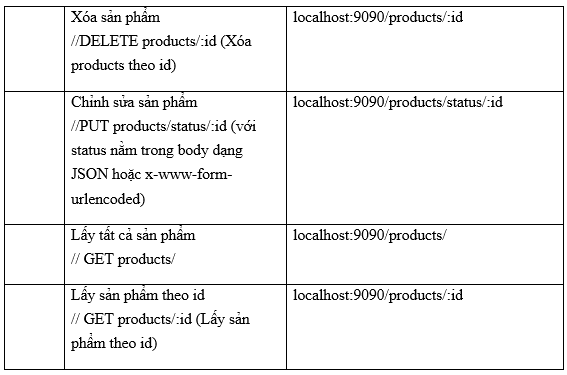 Xóa sản phẩm
//DELETE products/:id (Xóa
products theo id)
localhost:9090/products/:id
Chỉnh sửa sản phẩm
//PUT products/status/:id (với
status nằm trong body dạng
JSON hoặc x-www-form-
urlencoded)
localhost:9090/products/status/:id
Lấy tất cả sản phẩm
// GET products/
localhost:9090/products/
Lấy sản phẩm theo id
// GET products/:id (Lấy sản
phẩm theo id)
localhost:9090/products/:id